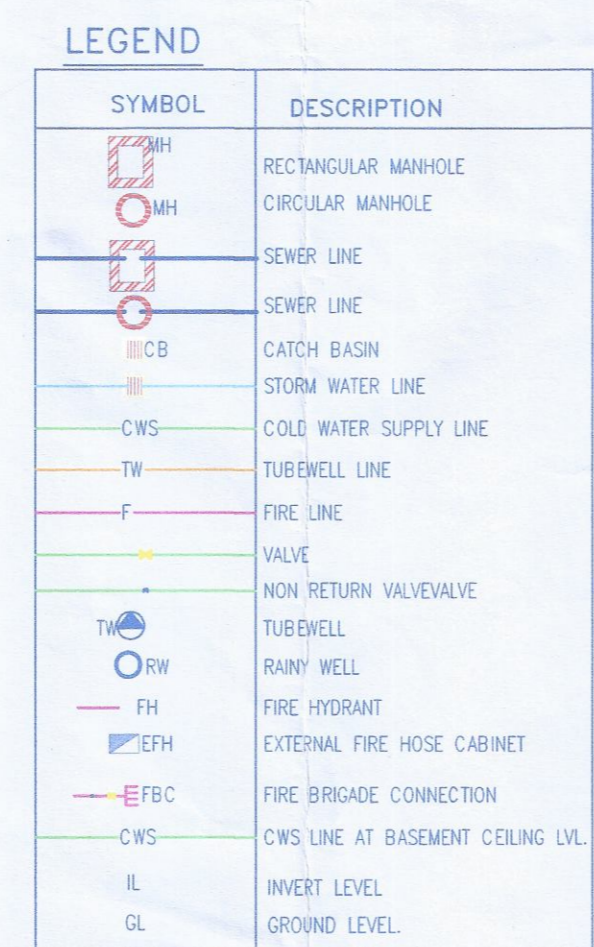 LEGEND
SYMBOL DESCRIPTION
MH RECTANGULAR MANHOLE
MH CIRCULAR MANHOLE
SEWER LINE
SEWER LINE
CB CATCH BASIN
STORM WATER LINE
CWS COLD WATER SUPPLY LINE
TW TUBEWELL LINE
F FIRE LINE
VALVE
NON RETURN VALVEVALVE
TW TUBEWELL
RW RAINY WELL
FH FIRE HYDRANT
EFH EXTERNAL FIRE HOSE CABINET
FBC FIRE BRIGADE CONNECTION
CWS CWS LINE AT BASEMENT CEILING LVL.
IL INVERT LEVEL
GL GROUND LEVEL.